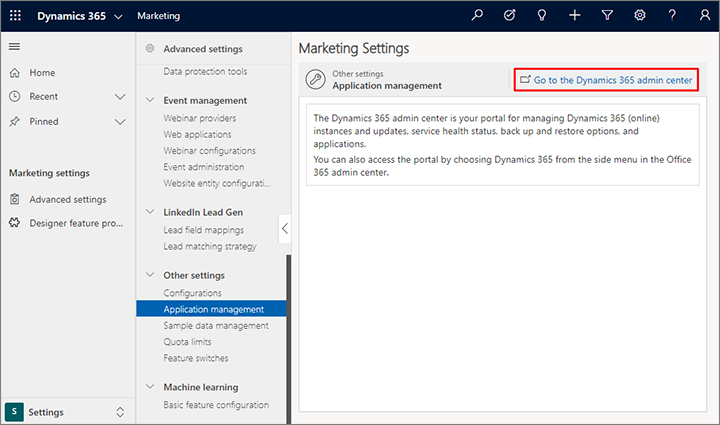 Dynamics 365
Marketing
Home
Recent
Pinned
Marketing settings
Advanced settings
Designer feature pro...
S
Settings
Advanced settings
Data protection tools
Event management
Webinar providers
Web applications
Webinar configurations
Event administration
Website entity configurati...
LinkedIn Lead Gen
Lead field mappings
Lead matching strategy
Other settings
Configurations
Application management
Sample data management
Quota limits
Feature switches
Machine learning
Basic feature configuration
Marketing Settings
Other settings
Application management
Go to the Dynamics 365 admin center
The Dynamics 365 admin center is your portal for managing Dynamics 365 (online)
instances and updates, service health status, back up and restore options, and
applications.
You can also access the portal by choosing Dynamics 365 from the side menu in the Office
365 admin center.